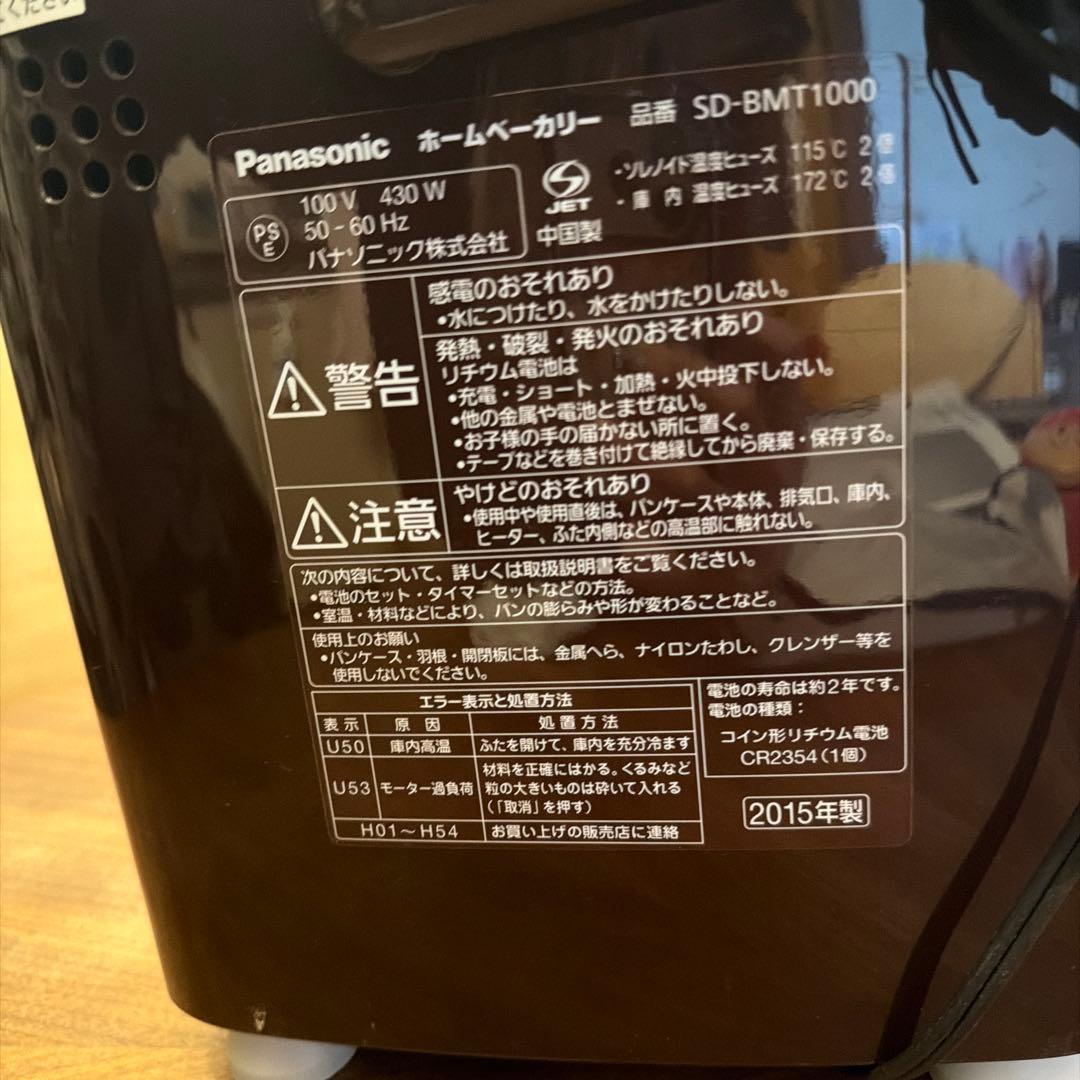 ください
Panasonic ホームベーカリー 品番 SD-BMT1000
PS
E
100 V 430 W
50 - 60 Hz
パナソニック株式会社
JET
中国製
・ソレノイド温度ヒューズ 115℃ 2個
・庫内 温度ヒューズ 172℃ 2個
警告
感電のおそれあり
•水につけたり、水をかけたりしない。
発熱・破裂・発火のおそれあり
リチウム電池は
•充電・ショート・加熱・火中投下しない。
•他の金属や電池とまぜない。
•お子様の手の届かない所に置く。
•テープなどを巻き付けて絶縁してから廃棄・保存する。
注意
やけどのおそれあり
•使用中や使用直後は、パンケースや本体、排気口、庫内、
ヒーター、ふた内側などの高温部に触れない。
次の内容について、詳しくは取扱説明書をご覧ください。
•電池のセット・タイマーセットなどの方法。
•室温・材料などにより、パンの膨らみや形が変わることなど。
使用上のお願い
•パンケース・羽根・開閉板には、金属へら、ナイロンたわし、クレンザー等を
使用しないでください。
エラー表示と処置方法
表示 原因 処置方法
U50 庫内高温 ふたを開けて、庫内を充分冷ます
U53 モーター過負荷 材料を正確にはかる。くるみなど
粒の大きいものは砕いて入れる
(「取消」を押す)
H01～H54 お買い上げの販売店に連絡
電池の寿命は約2年です。
電池の種類：
コイン形リチウム電池
CR2354(1個)
2015年製